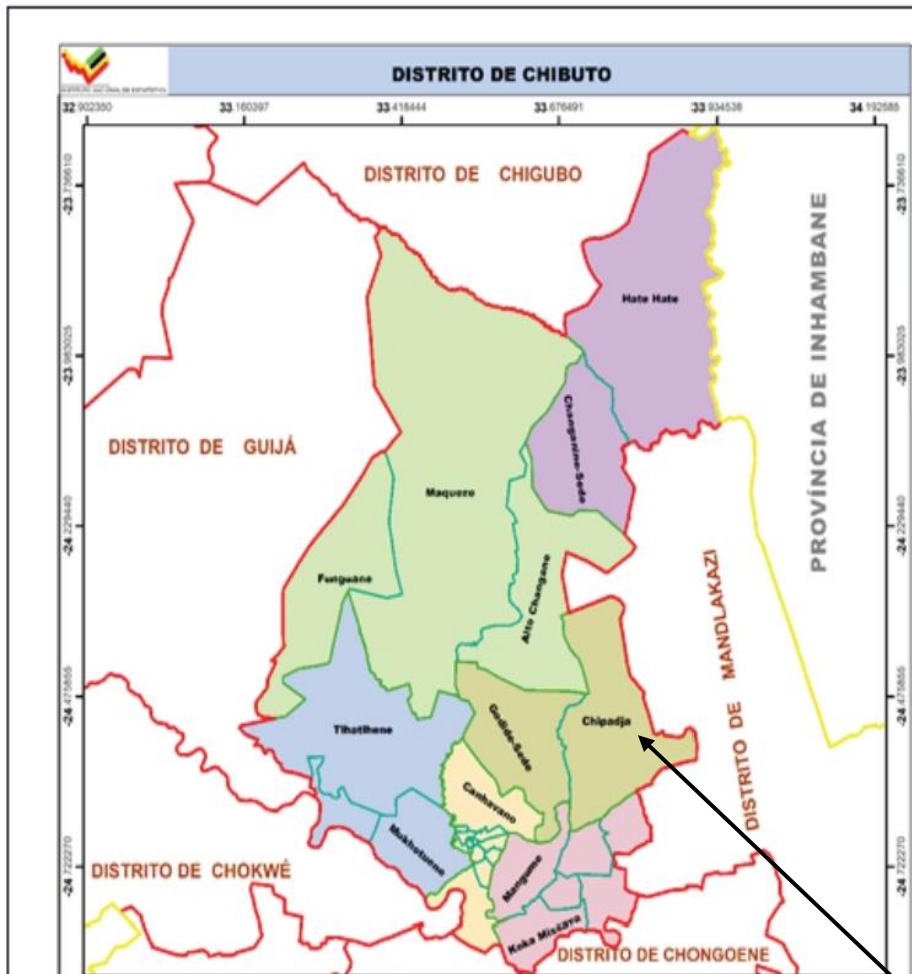 DISTRITO DE CHIBUTO
32.902350
33.160397
33.418444
33.676491
33.934538
34.192585
-23.736610
-23.983025
-24.229440
-24.475855
-24.722270
DISTRITO DE CHIGUBO
Hate Hate
PROVÍNCIA DE INHAMBANE
Changanine-Sede
DISTRITO DE GUIJÁ
Maqueze
Funguane
Alto Changane
DISTRITO DE MANDLAKAZI
Tlhatlhene
Godide-Sede
Chipadja
Canhavano
Mukhotuene
Mangume
DISTRITO DE CHOKWÉ
Koka Missava
DISTRITO DE CHONGOENE